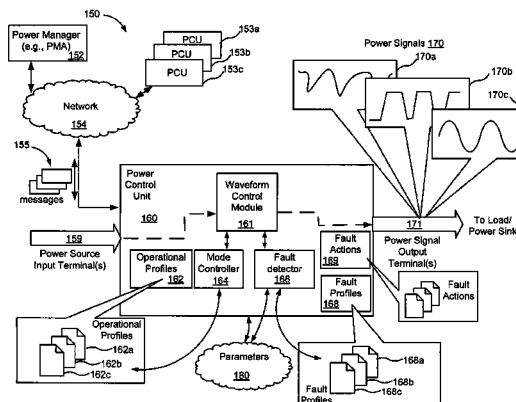 150
Power Manager
(e.g., PMA)
152
PCU
PCU
PCU
153a
153b
153c
Network
154
155
messages
Power Signals 170
170a
170b
170c
Power
Control
Unit
160
Waveform
Control
Module
161
159
Power Source
Input Terminal(s)
171
Power Signal
Output
Terminal(s)
To Load/
Power Sink
Operational
Profiles
162
Mode
Controller
164
Fault
detector
166
Fault
Actions
169
Fault
Profiles
168
Fault
Actions
Operational
Profiles
162a
162b
162c
Parameters
180
Fault
Profiles
168a
168b
168c